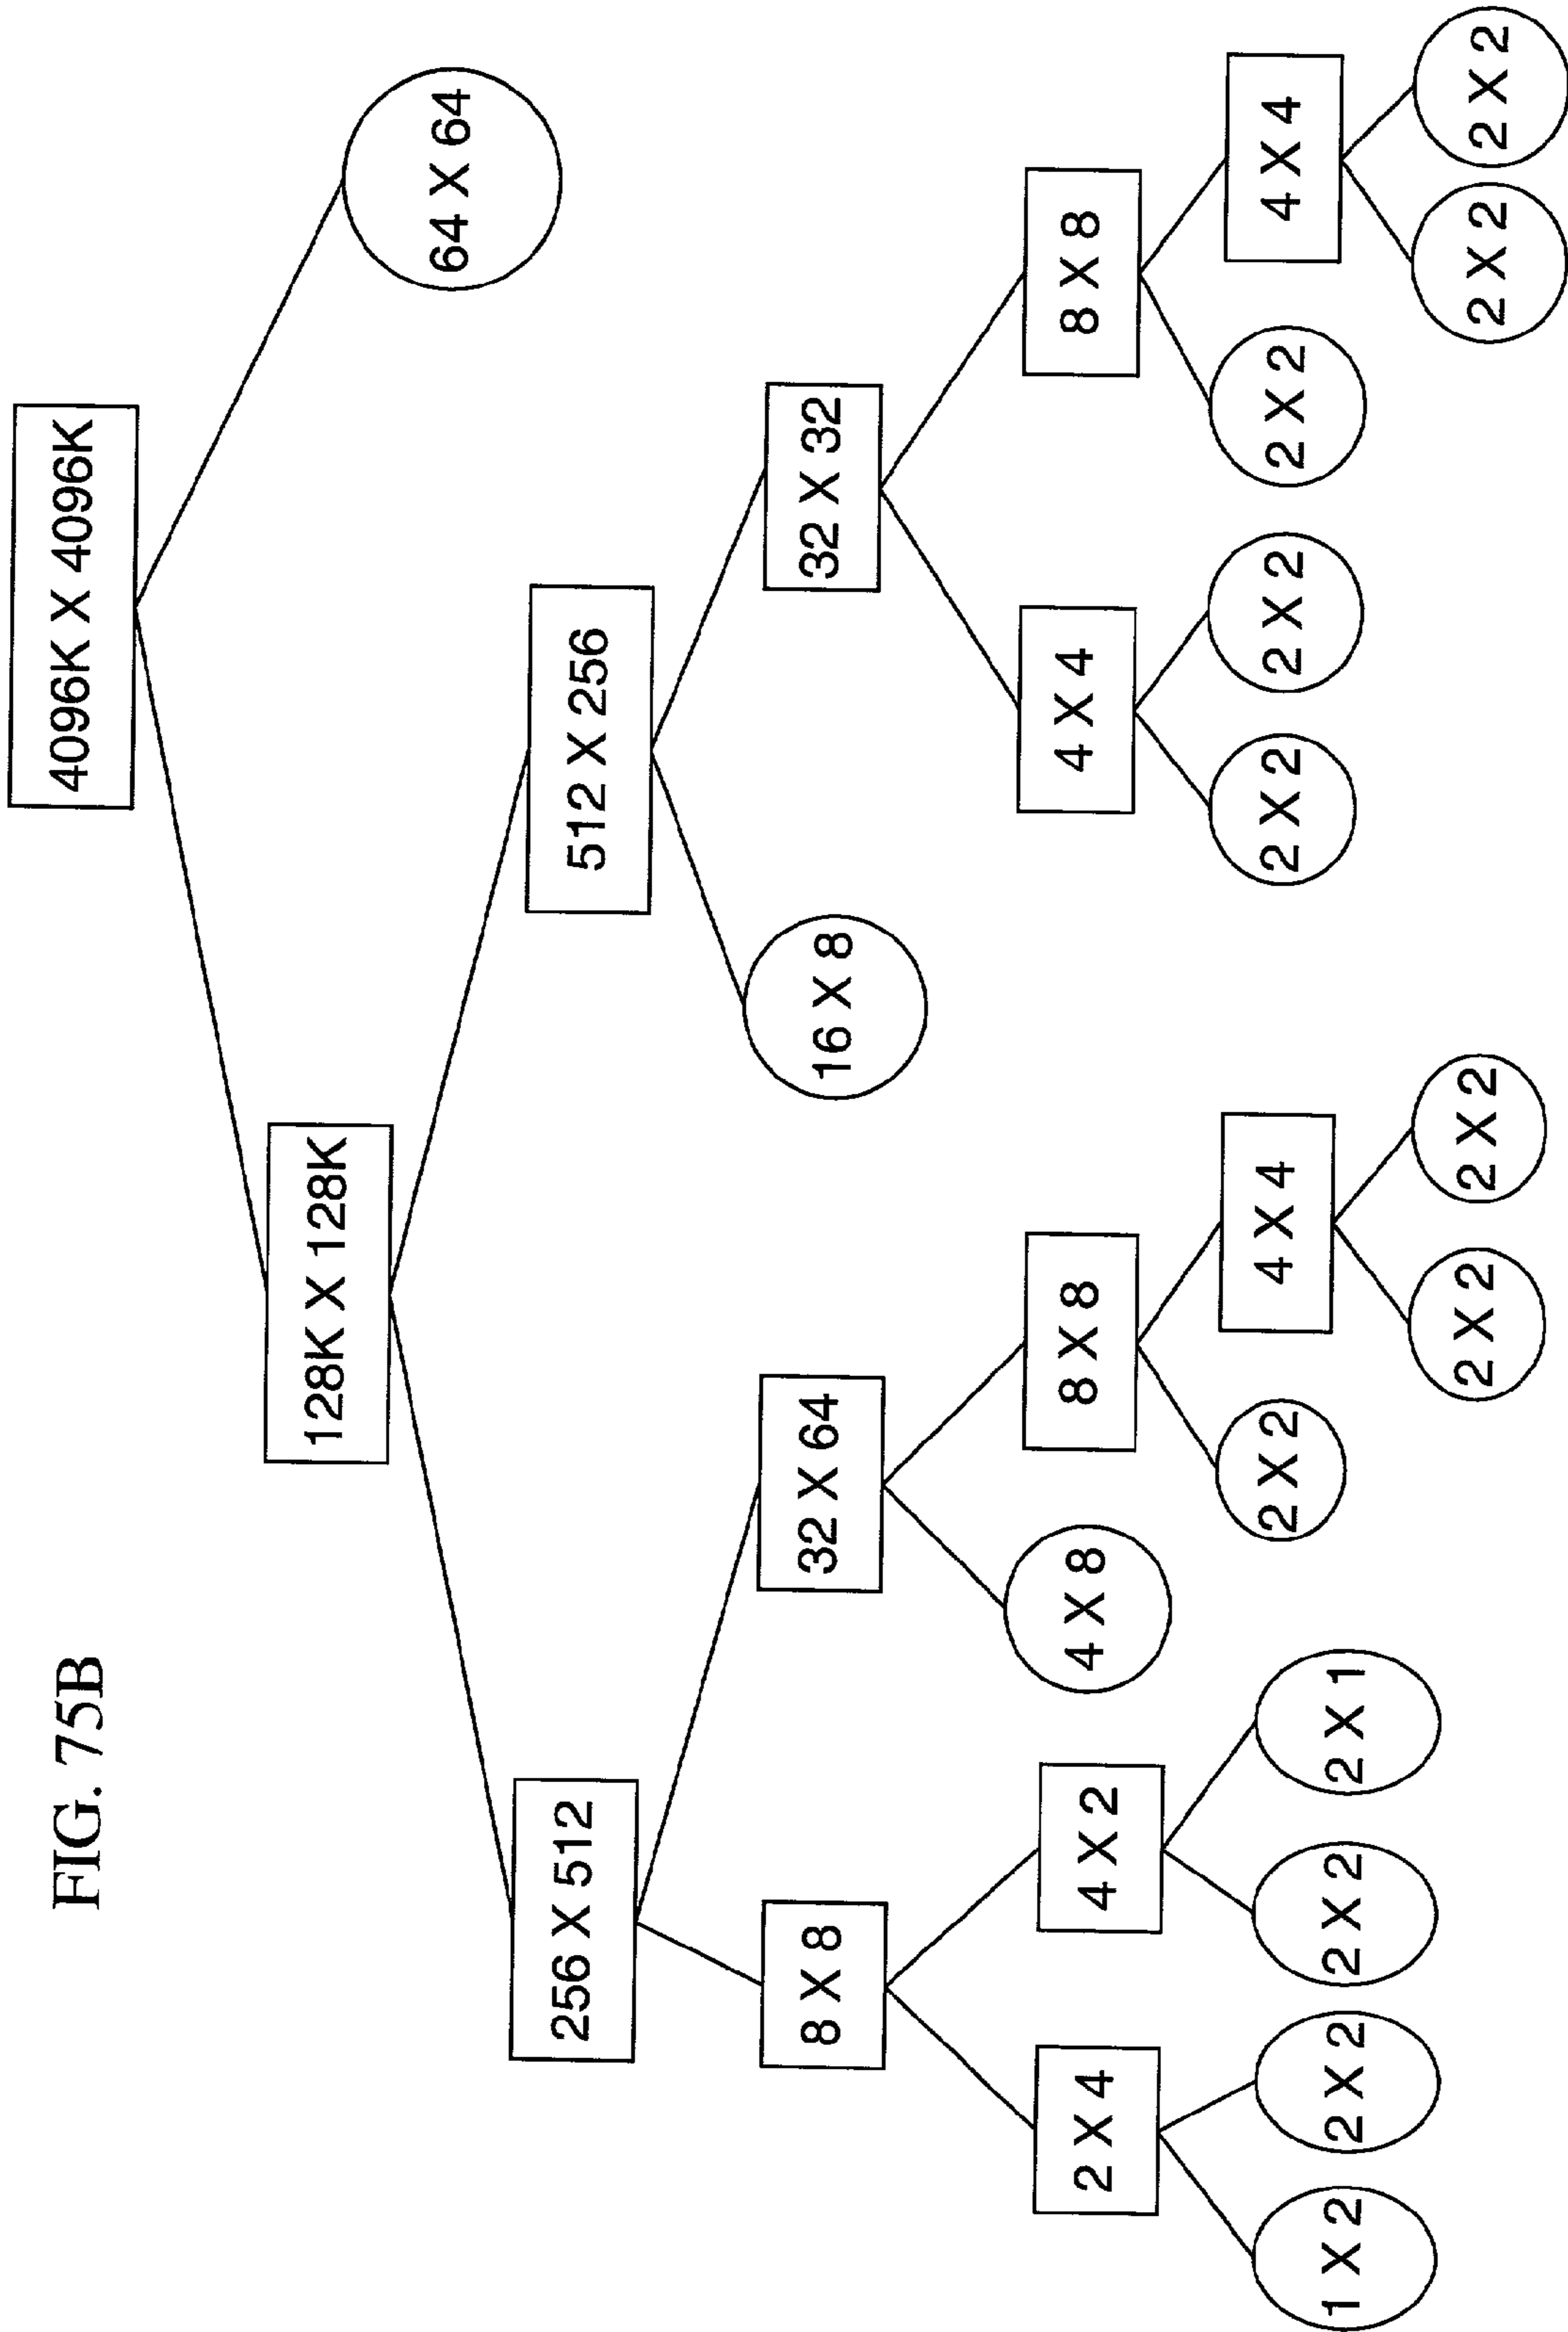 FIG. 75B
4096K X 4096K
128K X 128K
64 X 64
256 X 512
512 X 256
8 X 8
32 X 64
16 X 8
32 X 32
2 X 4
4 X 2
4 X 8
8 X 8
4 X 4
8 X 8
1 X 2
2 X 2
2 X 2
2 X 1
2 X 2
4 X 4
2 X 2
2 X 2
2 X 2
4 X 4
2 X 2
2 X 2
2 X 2
2 X 2